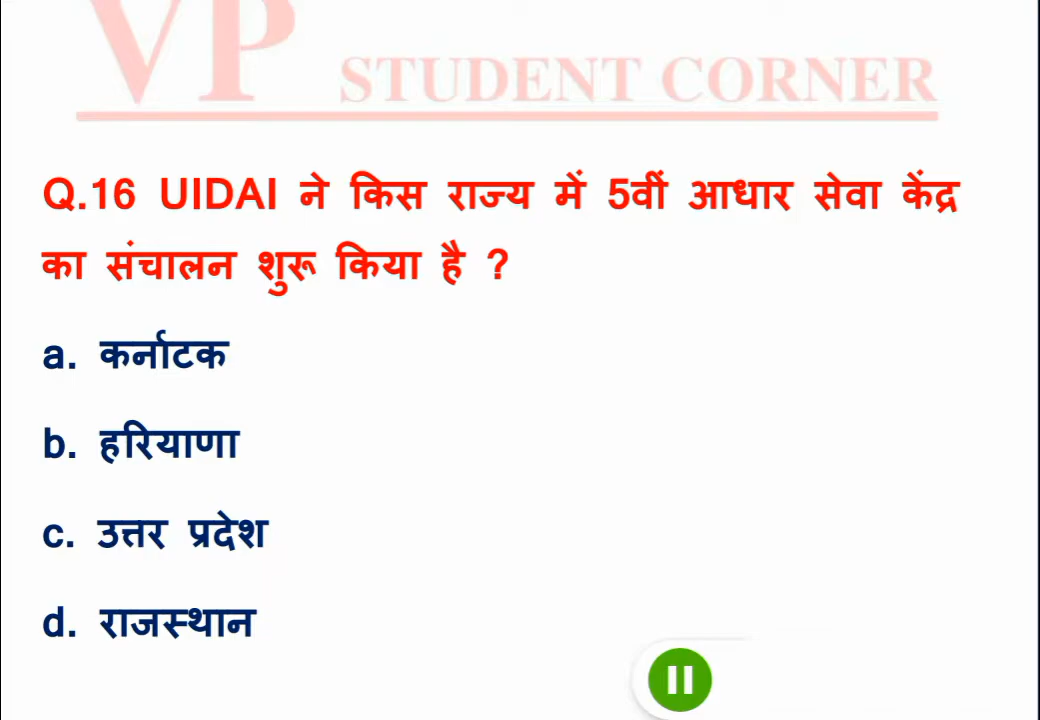 VP STUDENT CORNER
Q.16 UIDAI ने किस राज्य में 5वीं आधार सेवा केंद्र
का संचालन शुरू किया है ?
a. कर्नाटक
b. हरियाणा
c. उत्तर प्रदेश
d. राजस्थान